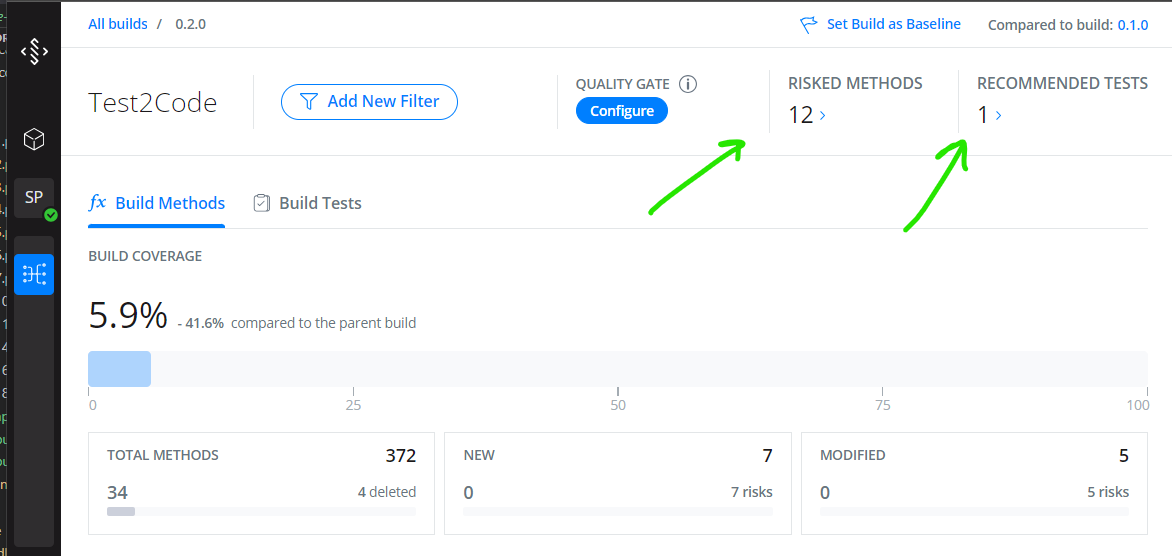 All builds / 0.2.0
Set Build as Baseline
Compared to build: 0.1.0
Test2Code
Add New Filter
QUALITY GATE i
Configure
RISKED METHODS
12 >
RECOMMENDED TESTS
1 >
SP
fx Build Methods
Build Tests
BUILD COVERAGE
5.9% - 41.6% compared to the parent build
0 25 50 75 100
TOTAL METHODS 372
34 4 deleted
NEW 7
0 7 risks
MODIFIED 5
0 5 risks